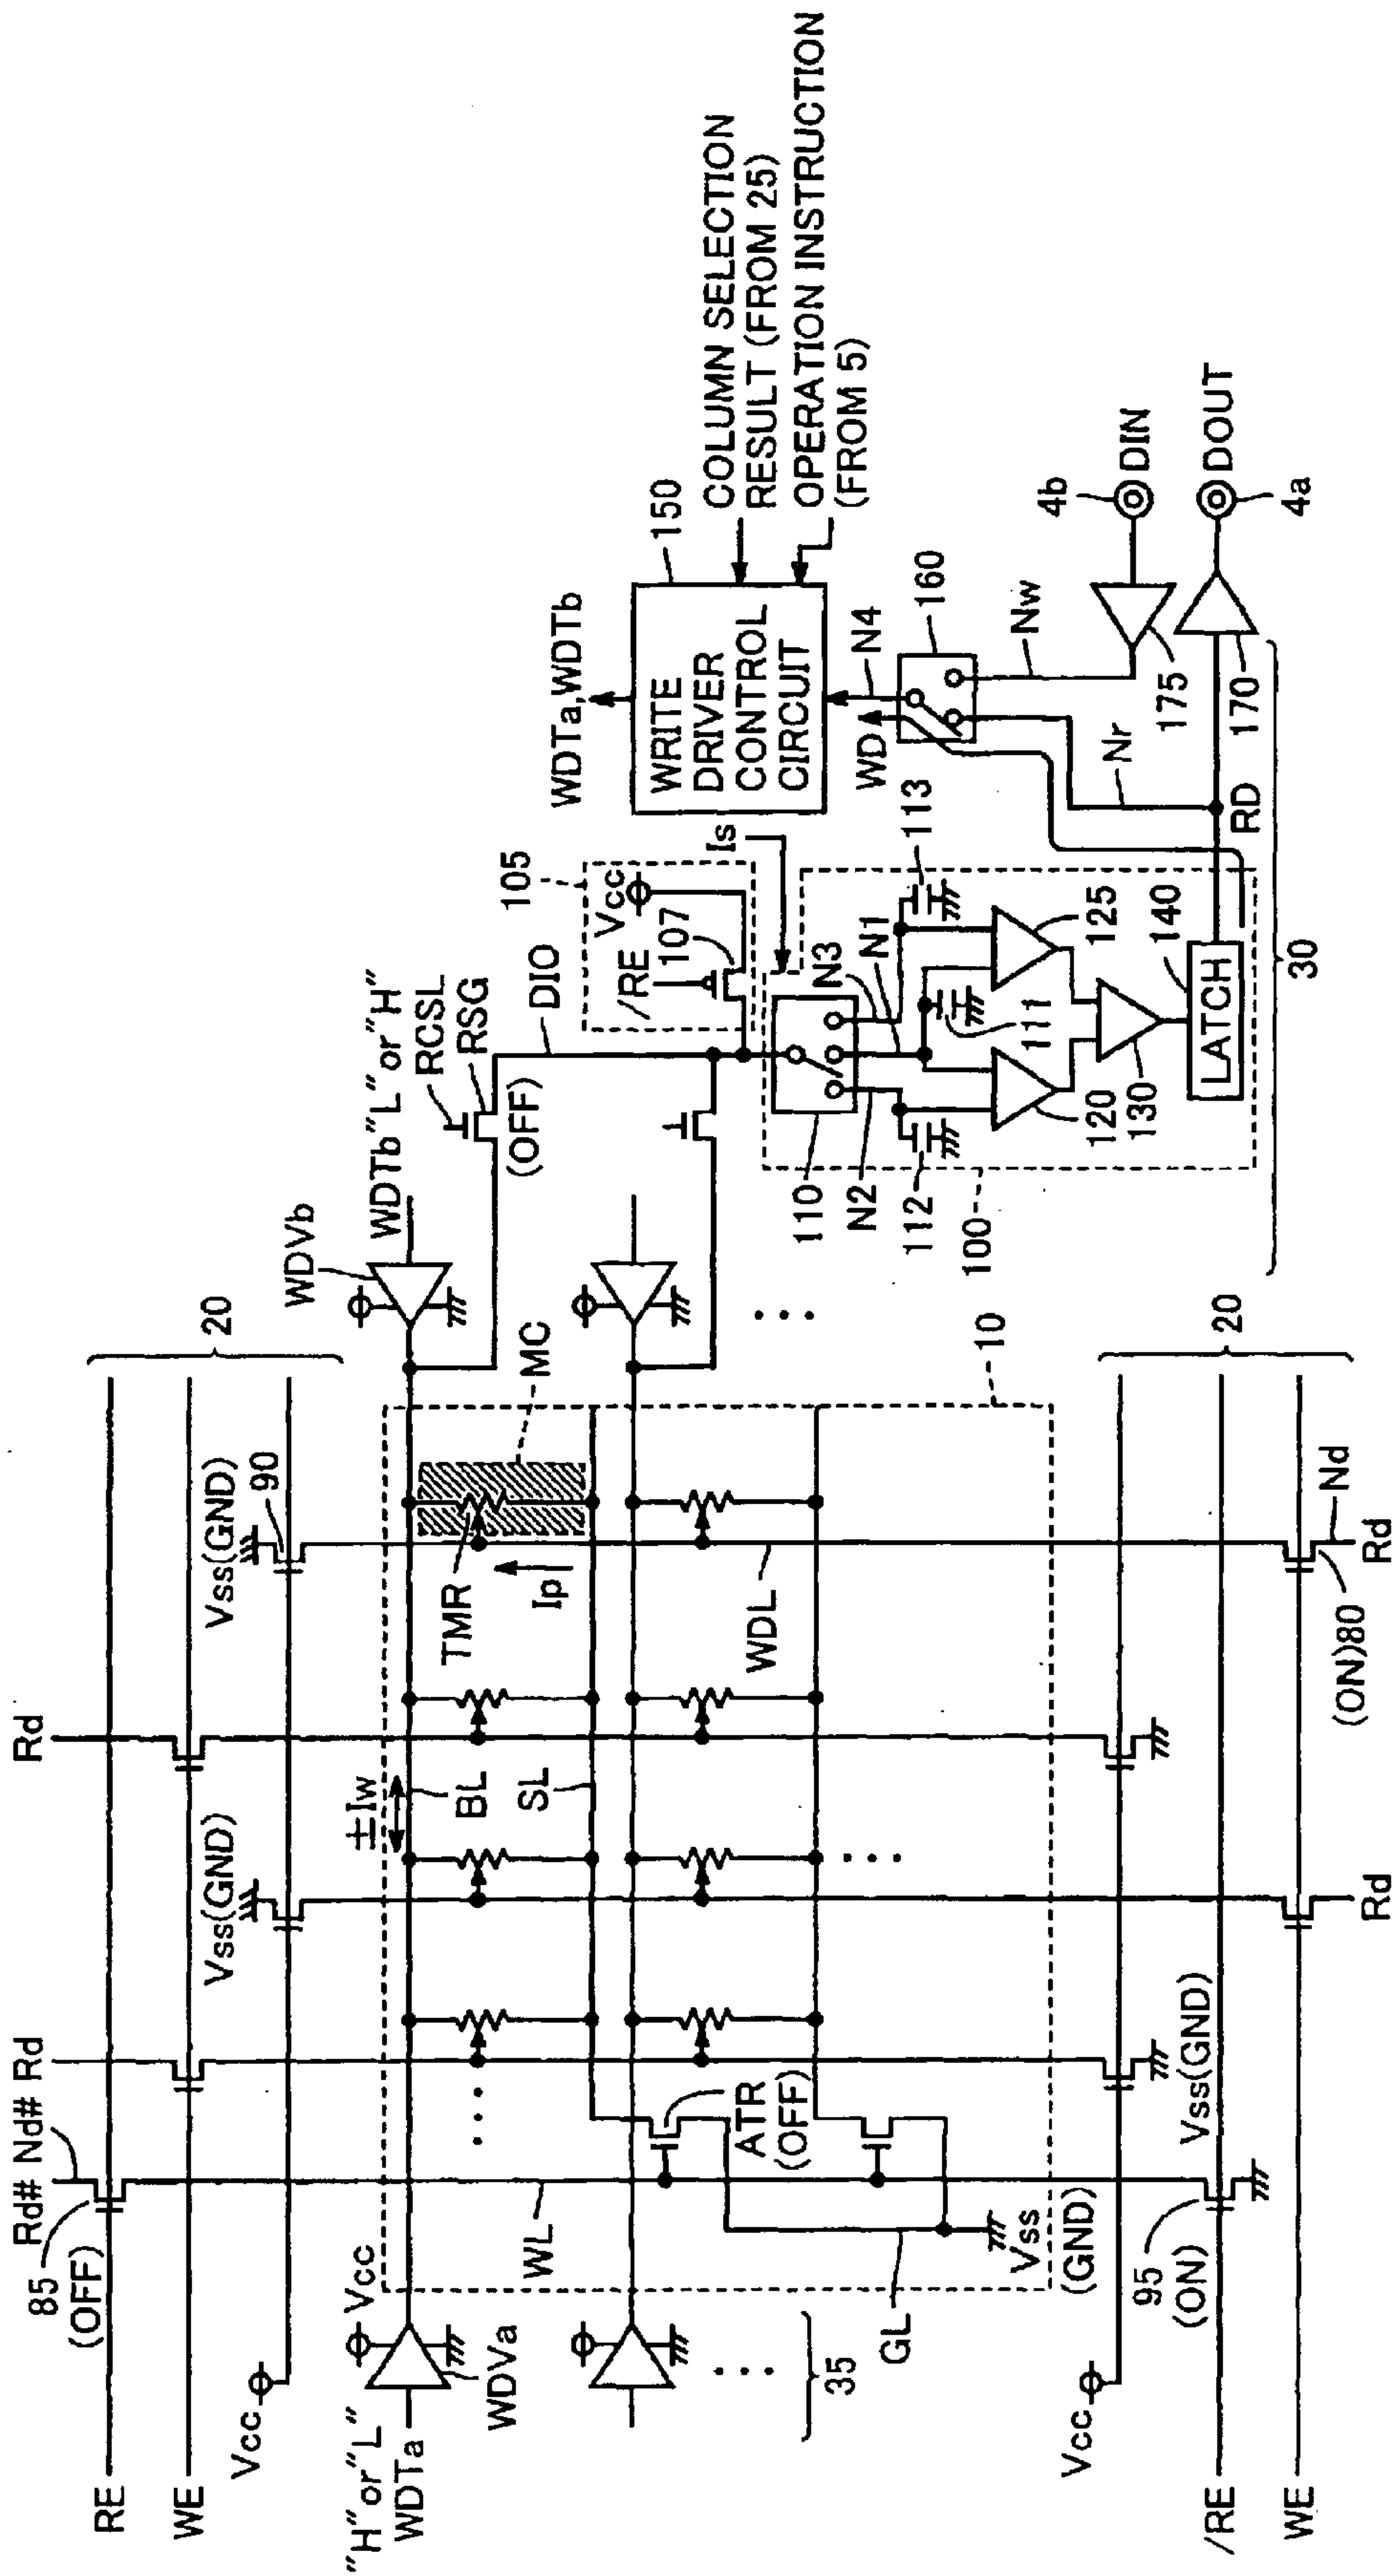 RE
WE
Vcc
"H" or "L"
WDTa
Vcc
/RE
WE
85
(OFF)
Rd# Nd# Rd
Vss(GND)
Rd
Vss(GND)
90
20
Vcc
WDVa
35
WL
GL
Vss
(GND)
ATR
(OFF)
±Iw
BL
SL
TMR
Ip
MC
WDL
10
95
(ON)
Vss(GND)
Rd
(ON)80
Nd
Rd
20
WDVb
WDTb "L" or "H"
RCSL
RSG
(OFF)
DIO
105
Vcc
/RE
107
Is
110
N2
N3
N1
112
111
113
100
120
125
130
140
LATCH
30
WDTa,WDTb
150
WRITE
DRIVER
CONTROL
CIRCUIT
COLUMN SELECTION
RESULT (FROM 25)
OPERATION INSTRUCTION
(FROM 5)
WD
N4
160
Nw
Nr
RD
175
170
4b
DIN
DOUT
4a